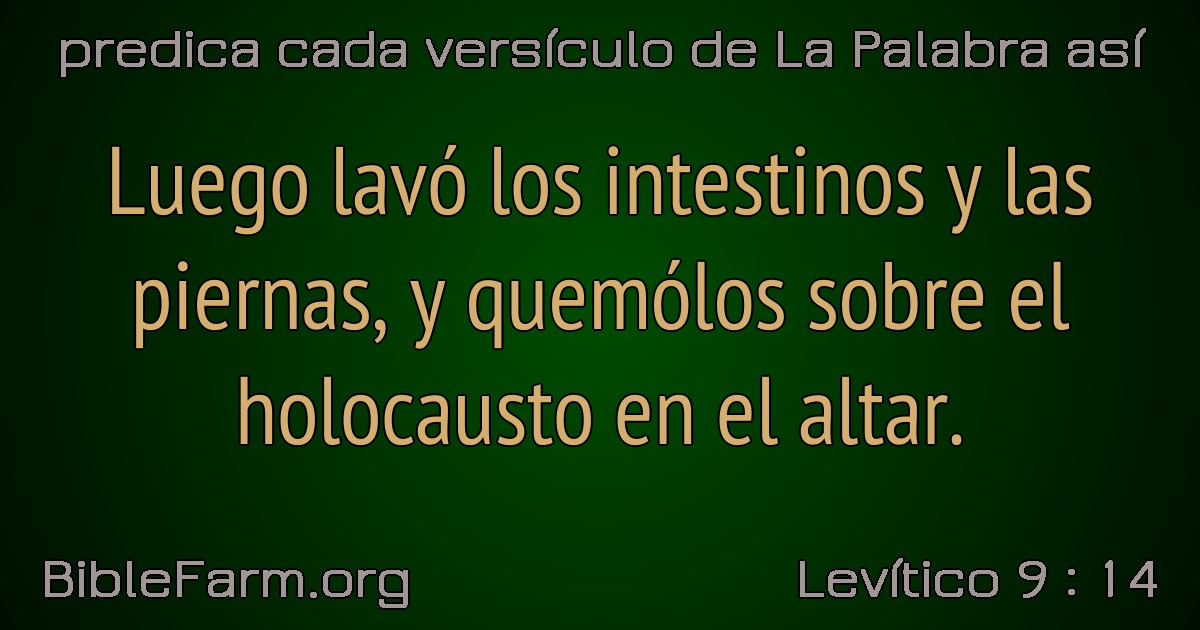 predica cada versículo de La Palabra así
Luego lavó los intestinos y las
piernas, y quemólos sobre el
holocausto en el altar.
BibleFarm.org
Levítico 9 : 14